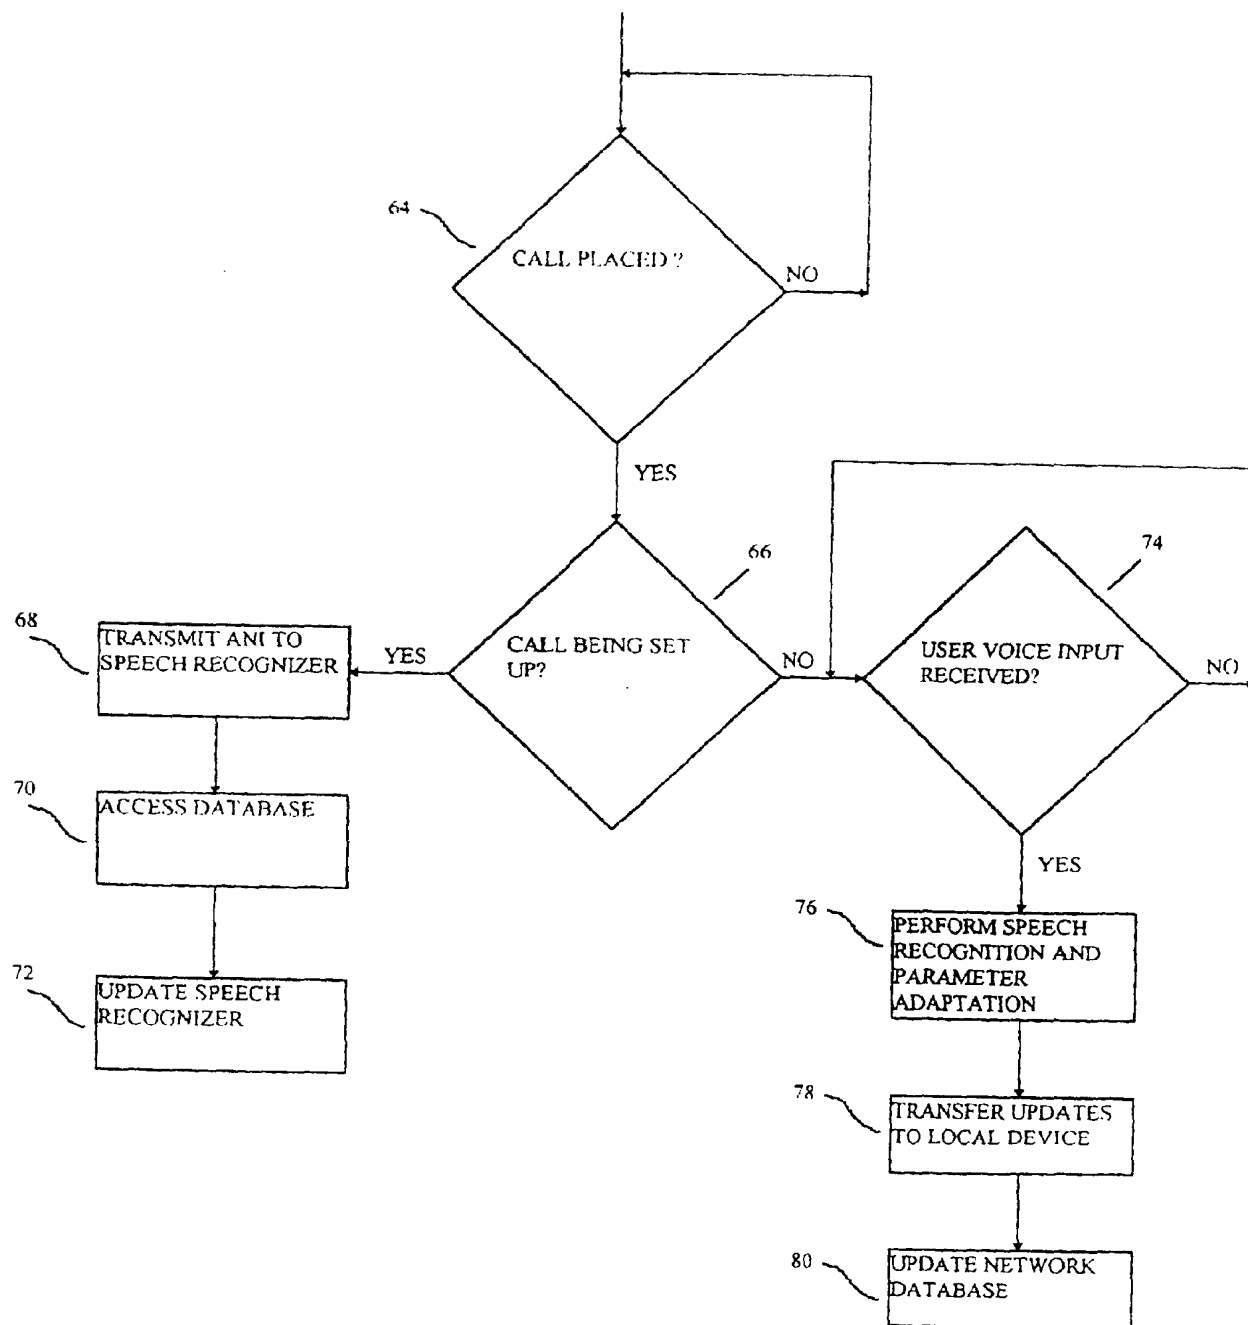 64
CALL PLACED ?
NO
YES
66
74
68
TRANSMIT ANI TO
SPEECH RECOGNIZER
YES
CALL BEING SET
UP?
NO
USER VOICE INPUT
RECEIVED?
NO
70
ACCESS DATABASE
YES
76
PERFORM SPEECH
RECOGNITION AND
PARAMETER
ADAPTATION
72
UPDATE SPEECH
RECOGNIZER
78
TRANSFER UPDATES
TO LOCAL DEVICE
80
UPDATE NETWORK
DATABASE